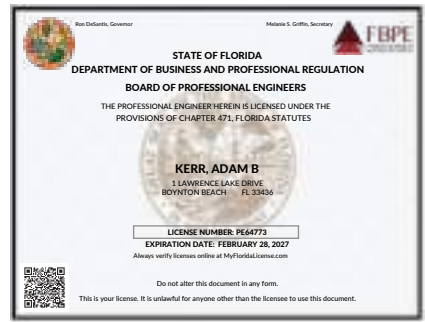 Ron DeSantis, Governor
Melanie S. Griffin, Secretary
FBPE
STATE OF FLORIDA
DEPARTMENT OF BUSINESS AND PROFESSIONAL REGULATION
BOARD OF PROFESSIONAL ENGINEERS
THE PROFESSIONAL ENGINEER HEREIN IS LICENSED UNDER THE
PROVISIONS OF CHAPTER 471, FLORIDA STATUTES
KERR, ADAM B
1 LAWRENCE LAKE DRIVE
BOYNTON BEACH FL 33436
LICENSE NUMBER: PE64773
EXPIRATION DATE: FEBRUARY 28, 2027
Always verify licenses online at MyFloridaLicense.com
Do not alter this document in any form.
This is your license. It is unlawful for anyone other than the licensee to use this document.